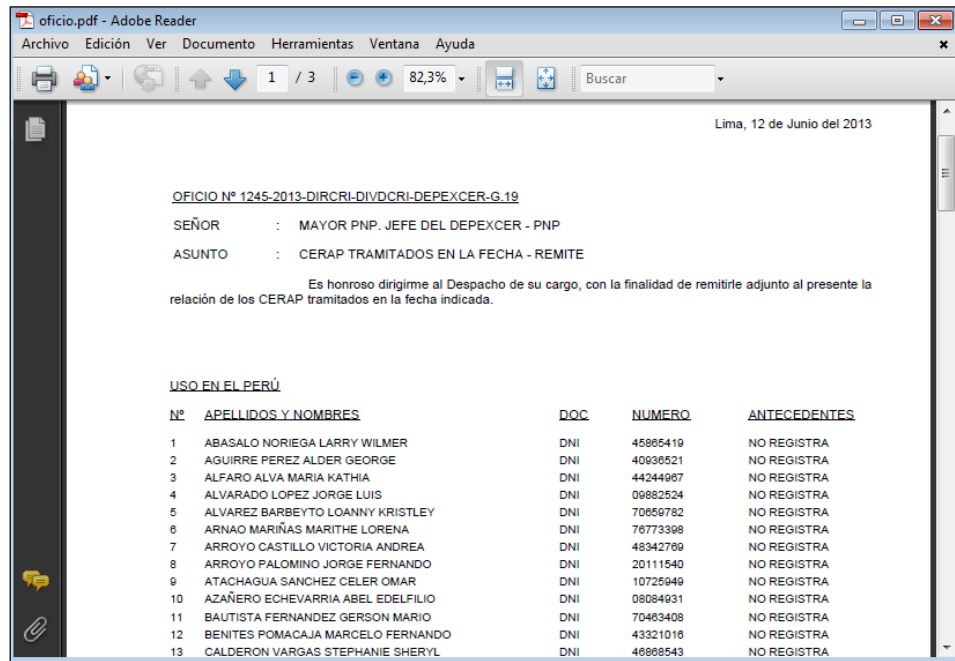 oficio.pdf - Adobe Reader
Archivo Edición Ver Documento Herramientas Ventana Ayuda
1 / 3 82,3% Buscar
Lima, 12 de Junio del 2013
OFICIO Nº 1245-2013-DIRCRI-DIVDCRI-DEPEXCER-G.19
SEÑOR : MAYOR PNP. JEFE DEL DEPEXCER - PNP
ASUNTO : CERAP TRAMITADOS EN LA FECHA - REMITE
Es honroso dirigirme al Despacho de su cargo, con la finalidad de remitirle adjunto al presente la
relación de los CERAP tramitados en la fecha indicada.
USO EN EL PERÚ
Nº APELLIDOS Y NOMBRES DOC NUMERO ANTECEDENTES
1 ABASALO NORIEGA LARRY WILMER DNI 45865419 NO REGISTRA
2 AGUIRRE PEREZ ALDER GEORGE DNI 40936521 NO REGISTRA
3 ALFARO ALVA MARIA KATHIA DNI 44244967 NO REGISTRA
4 ALVARADO LOPEZ JORGE LUIS DNI 09882524 NO REGISTRA
5 ALVAREZ BARBEYTO LOANNY KRISTLEY DNI 70659782 NO REGISTRA
6 ARNAO MARIÑAS MARITHE LORENA DNI 76773398 NO REGISTRA
7 ARROYO CASTILLO VICTORIA ANDREA DNI 48342769 NO REGISTRA
8 ARROYO PALOMINO JORGE FERNANDO DNI 20111540 NO REGISTRA
9 ATACHAGUA SANCHEZ CELER OMAR DNI 10725949 NO REGISTRA
10 AZAÑERO ECHEVARRIA ABEL EDELFILIO DNI 08084931 NO REGISTRA
11 BAUTISTA FERNANDEZ GERSON MARIO DNI 70463408 NO REGISTRA
12 BENITES POMACAJA MARCELO FERNANDO DNI 43321016 NO REGISTRA
13 CALDERON VARGAS STEPHANIE SHERYL DNI 46868543 NO REGISTRA